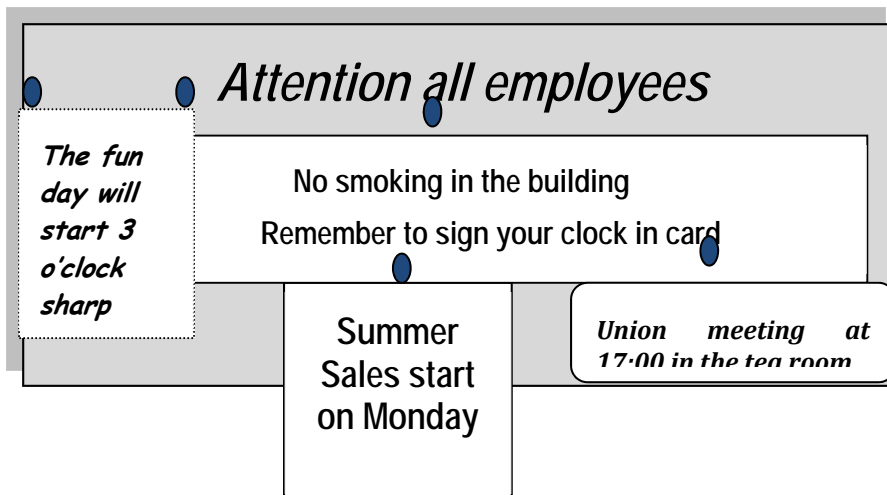 Attention all employees
The fun
day will
start 3
o'clock
sharp
No smoking in the building
Remember to sign your clock in card
Summer
Sales start
on Monday
Union meeting at
17:00 in the tea room